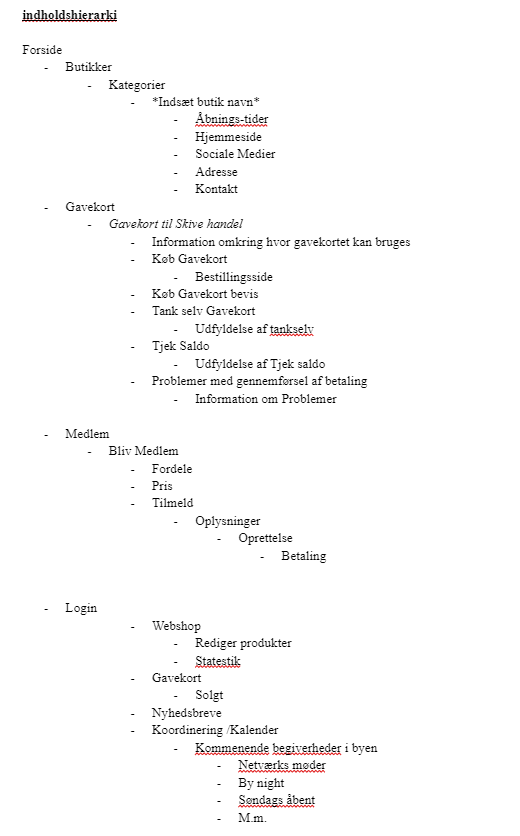 indholdshierarki
Forside
- Butikker
- Kategorier
- *Indsæt butik navn*
- Åbnings-tider
- Hjemmeside
- Sociale Medier
- Adresse
- Kontakt
- Gavekort
- Gavekort til Skive handel
- Information omkring hvor gavekortet kan bruges
- Køb Gavekort
- Bestillingsside
- Køb Gavekort bevis
- Tank selv Gavekort
- Udfyldelse af tankselv
- Tjek Saldo
- Udfyldelse af Tjek saldo
- Problemer med gennemførsel af betaling
- Information om Problemer
- Medlem
- Bliv Medlem
- Fordele
- Pris
- Tilmeld
- Oplysninger
- Oprettelse
- Betaling
- Login
- Webshop
- Rediger produkter
- Statestik
- Gavekort
- Solgt
- Nyhedsbreve
- Koordinering /Kalender
- Kommenende begiverheder i byen
- Netværks møder
- By night
- Søndags åbent
- M.m.